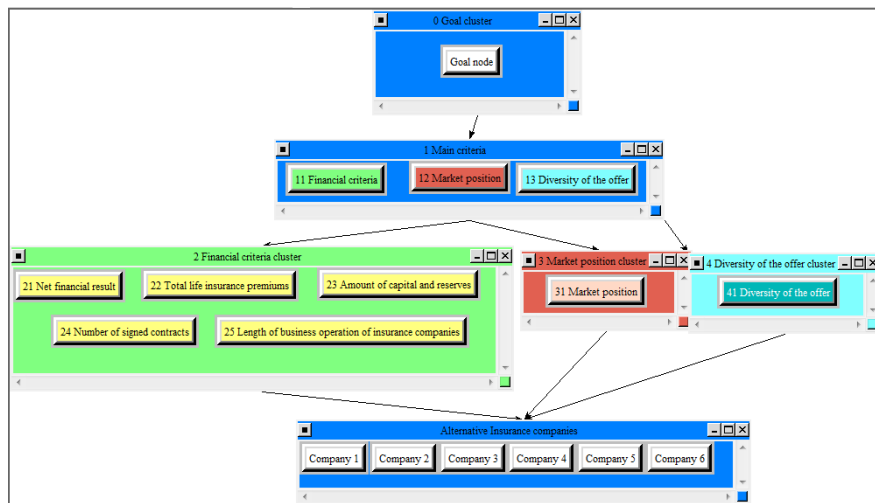 0 Goal cluster
Goal node
1 Main criteria
11 Financial criteria
12 Market position
13 Diversity of the offer
2 Financial criteria cluster
21 Net financial result
22 Total life insurance premiums
23 Amount of capital and reserves
24 Number of signed contracts
25 Length of business operation of insurance companies
3 Market position cluster
31 Market position
4 Diversity of the offer cluster
41 Diversity of the offer
Alternative Insurance companies
Company 1
Company 2
Company 3
Company 4
Company 5
Company 6